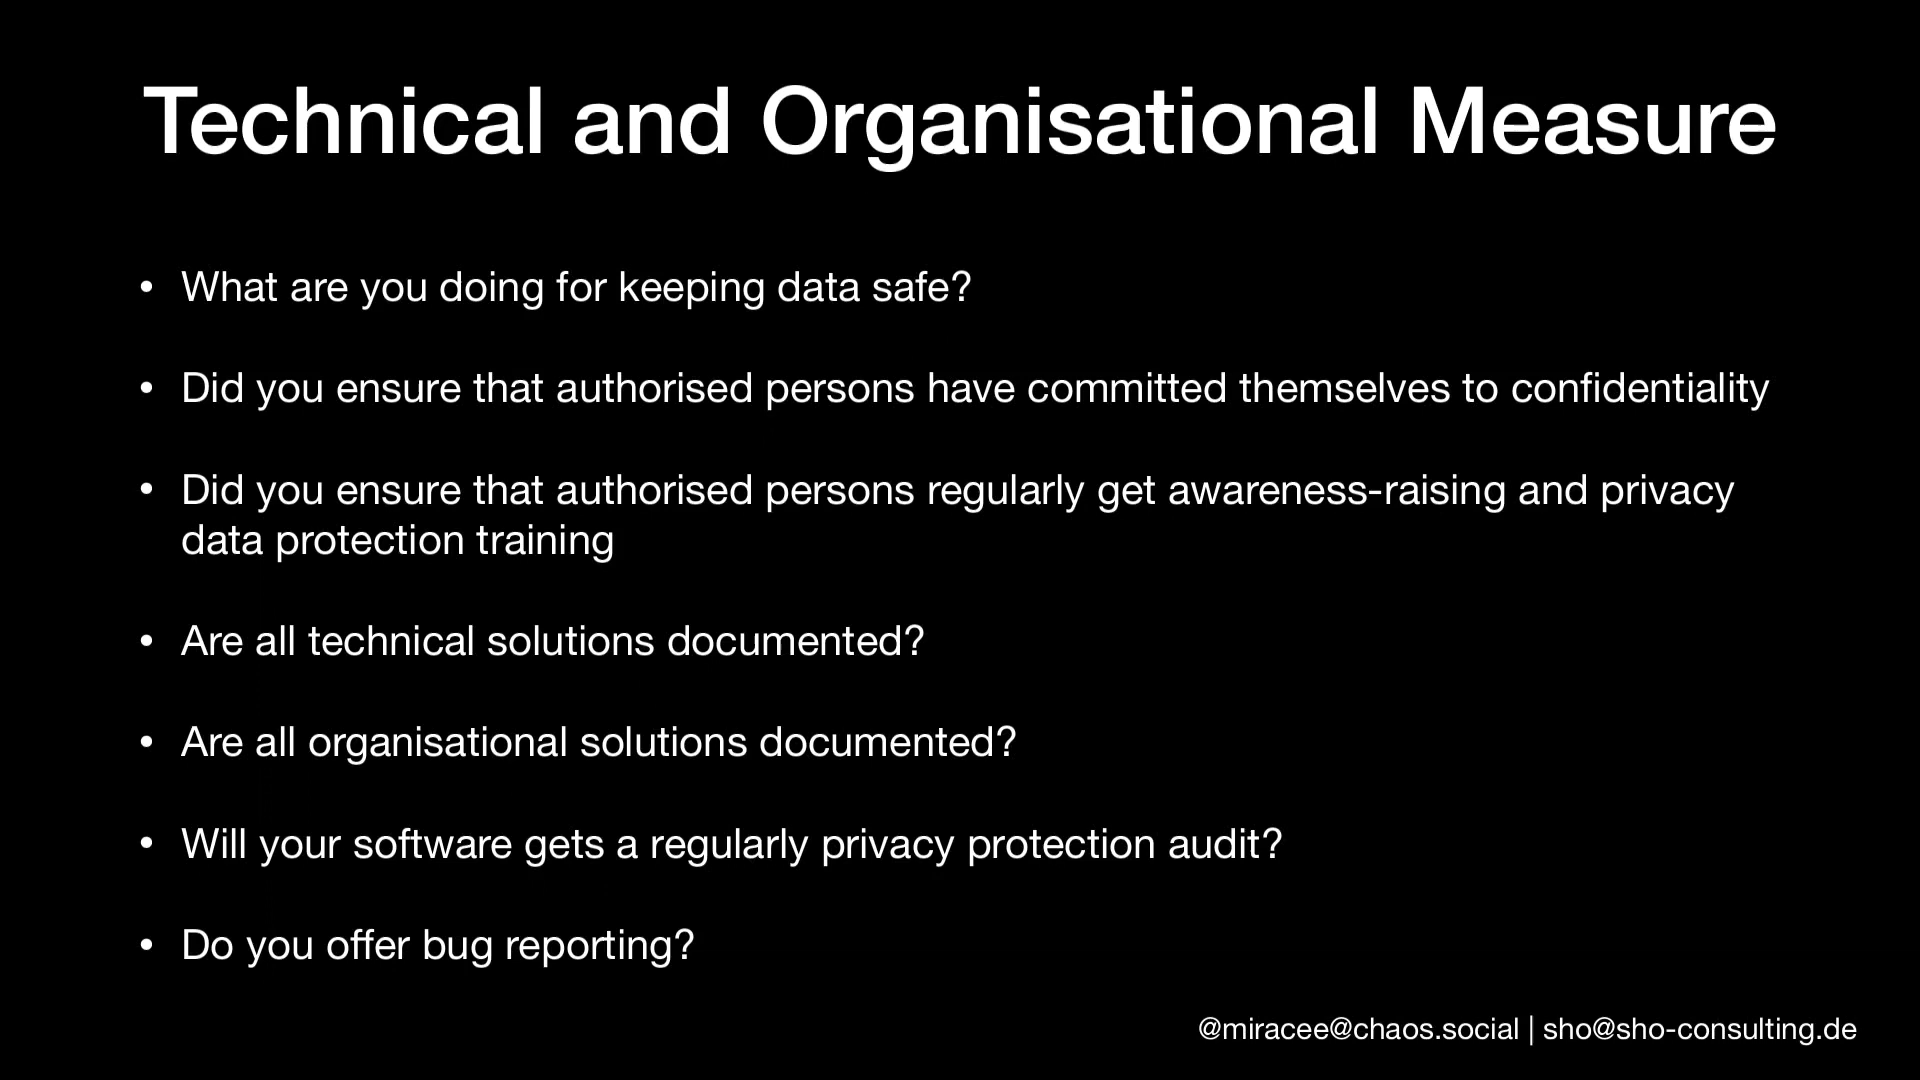 Technical and Organisational Measure
• What are you doing for keeping data safe?
• Did you ensure that authorised persons have committed themselves to confidentiality
• Did you ensure that authorised persons regularly get awareness-raising and privacy
data protection training
• Are all technical solutions documented?
• Are all organisational solutions documented?
• Will your software gets a regularly privacy protection audit?
• Do you offer bug reporting?
@miracee@chaos.social | sho@sho-consulting.de